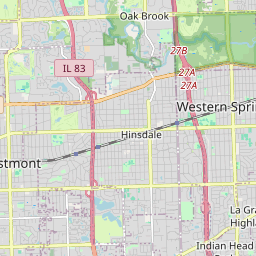 Oak Brook
27B
IL 83
27A
27A
Western Spri
Hinsdale
stmont
La Gra
Highla
Indian Head